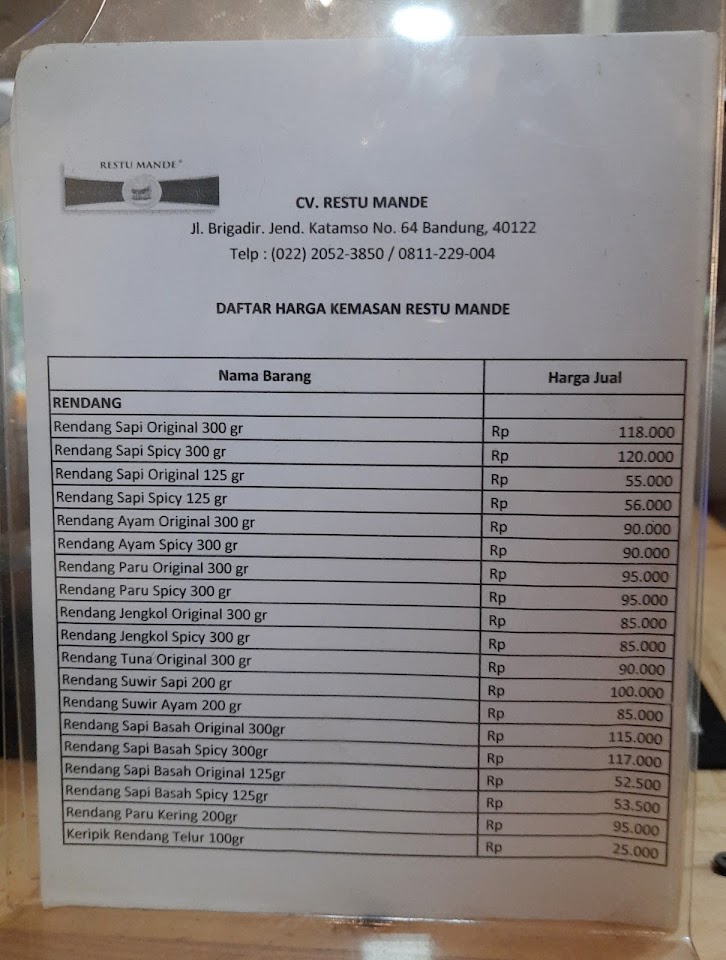 RESTU MANDE®
CV. RESTU MANDE
Jl. Brigadir. Jend. Katamso No. 64 Bandung, 40122
Telp : (022) 2052-3850 / 0811-229-004
DAFTAR HARGA KEMASAN RESTU MANDE
Nama Barang Harga Jual
RENDANG
Rendang Sapi Original 300 gr Rp 118.000
Rendang Sapi Spicy 300 gr Rp 120.000
Rendang Sapi Original 125 gr Rp 55.000
Rendang Sapi Spicy 125 gr Rp 56.000
Rendang Ayam Original 300 gr Rp 90.000
Rendang Ayam Spicy 300 gr Rp 90.000
Rendang Paru Original 300 gr Rp 95.000
Rendang Paru Spicy 300 gr Rp 95.000
Rendang Jengkol Original 300 gr Rp 85.000
Rendang Jengkol Spicy 300 gr Rp 85.000
Rendang Tuna Original 300 gr Rp 90.000
Rendang Suwir Sapi 200 gr Rp 100.000
Rendang Suwir Ayam 200 gr Rp 85.000
Rendang Sapi Basah Original 300gr Rp 115.000
Rendang Sapi Basah Spicy 300gr Rp 117.000
Rendang Sapi Basah Original 125gr Rp 52.500
Rendang Sapi Basah Spicy 125gr Rp 53.500
Rendang Paru Kering 200gr Rp 95.000
Keripik Rendang Telur 100gr Rp 25.000